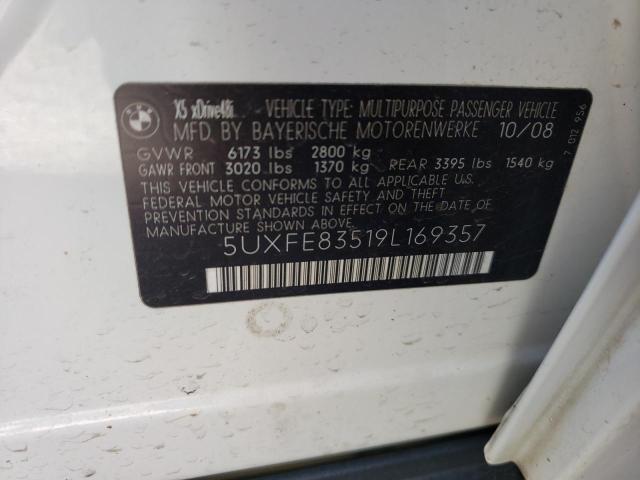 BMW
X5 xDrive48i VEHICLE TYPE: MULTIPURPOSE PASSENGER VEHICLE
MFD BY BAYERISCHE MOTORENWERKE 10/08
GVWR 6173 lbs 2800 kg
GAWR FRONT 3020 lbs 1370 kg REAR 3395 lbs 1540 kg
THIS VEHICLE CONFORMS TO ALL APPLICABLE U.S.
FEDERAL MOTOR VEHICLE SAFETY AND THEFT
PREVENTION STANDARDS IN EFFECT ON THE DATE OF
MANUFACTURE SHOWN ABOVE.
5UXFE83519L169357
7 012 956